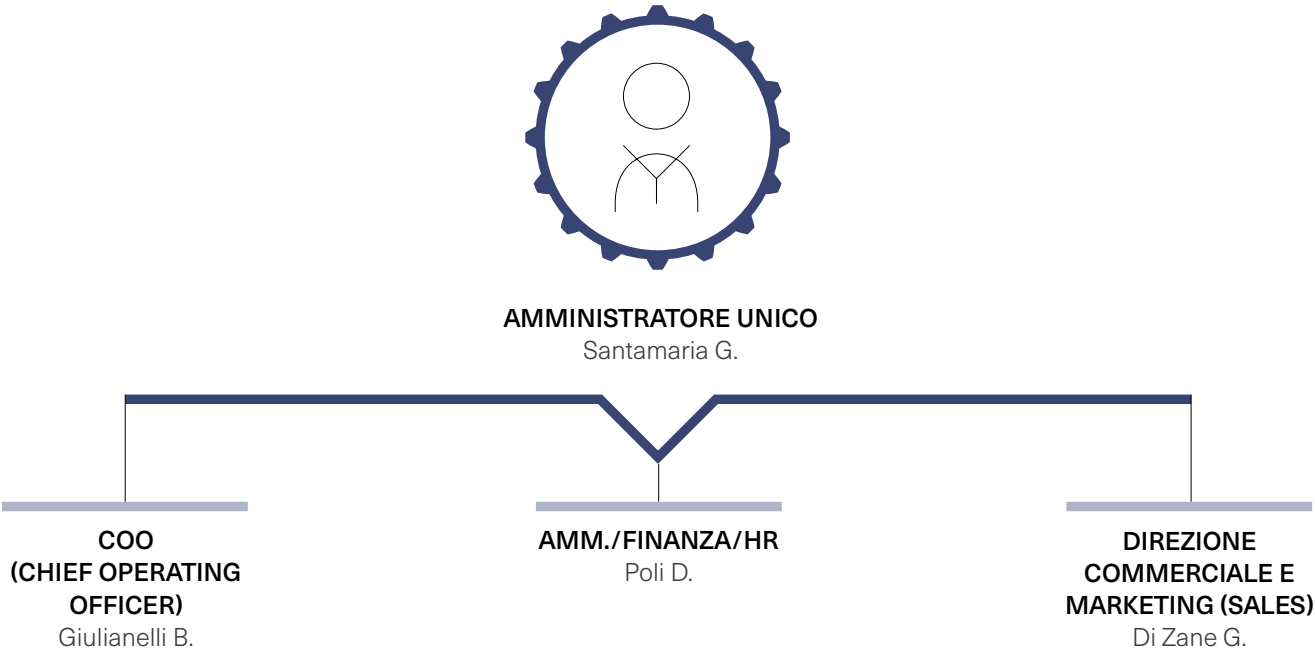 AMMINISTRATORE UNICO
Santamaria G.
COO
(CHIEF OPERATING
OFFICER)
Giulianelli B.
AMM./FINANZA/HR
Poli D.
DIREZIONE
COMMERCIALE E
MARKETING (SALES)
Di Zane G.